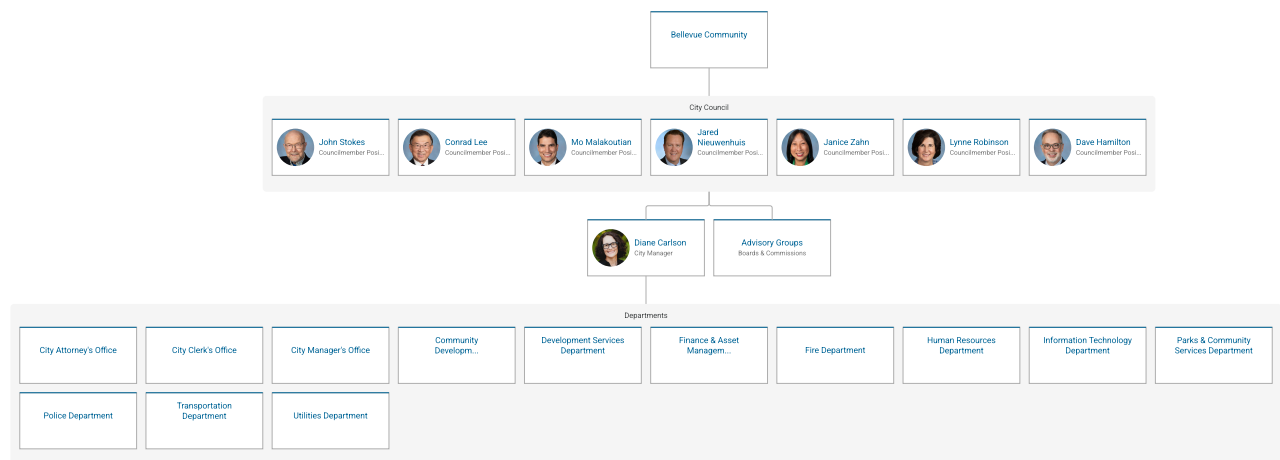 Bellevue Community
City Council
John Stokes
Councilmember Posi...
Conrad Lee
Councilmember Posi...
Mo Malakoutian
Councilmember Posi...
Jared
Nieuwenhuis
Councilmember Posi...
Janice Zahn
Councilmember Posi...
Lynne Robinson
Councilmember Posi...
Dave Hamilton
Councilmember Posi...
Diane Carlson
City Manager
Advisory Groups
Boards & Commissions
Departments
City Attorney's Office
City Clerk's Office
City Manager's Office
Community
Developm...
Development Services
Department
Finance & Asset
Managem...
Fire Department
Human Resources
Department
Information Technology
Department
Parks & Community
Services Department
Police Department
Transportation
Department
Utilities Department